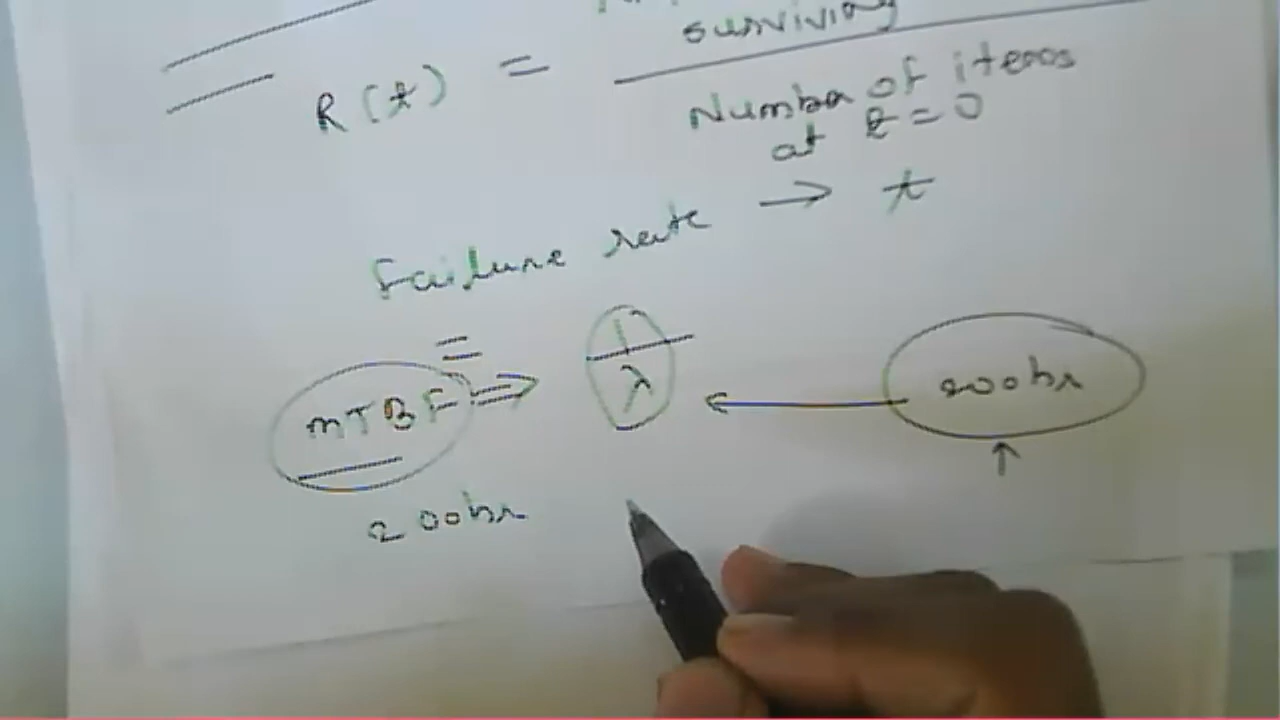 surviving
R(t) =
Number of items
at t = 0
Failure rate → t
=
MTBF ⇒ 1/λ ← 200hr
↑
200hr